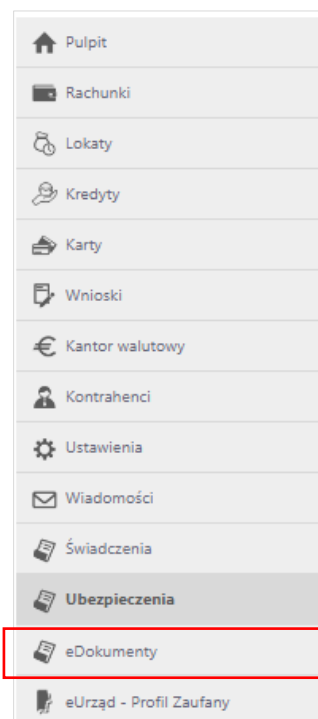 Pulpit
Rachunki
Lokaty
Kredyty
Karty
Wnioski
Kantor walutowy
Kontrahenci
Ustawienia
Wiadomości
Świadczenia
Ubezpieczenia
eDokumenty
eUrząd - Profil Zaufany